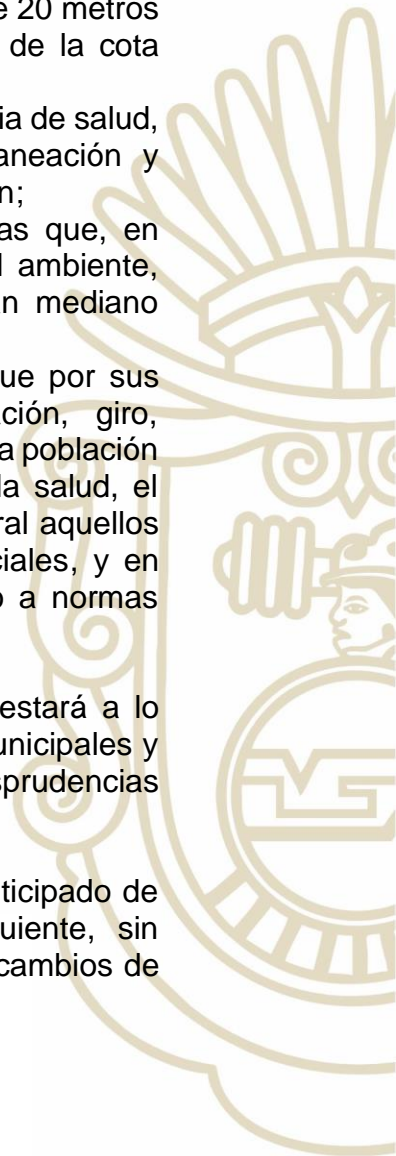 e 20 metros
de la cota
ia de salud,
aneación y
n;
as que, en
l ambiente,
an mediano
ue por sus
ción, giro,
a población
la salud, el
ral aquellos
ciales, y en
o a normas
estará a lo
unicipales y
sprudencias
ticipado de
uiente, sin
cambios de